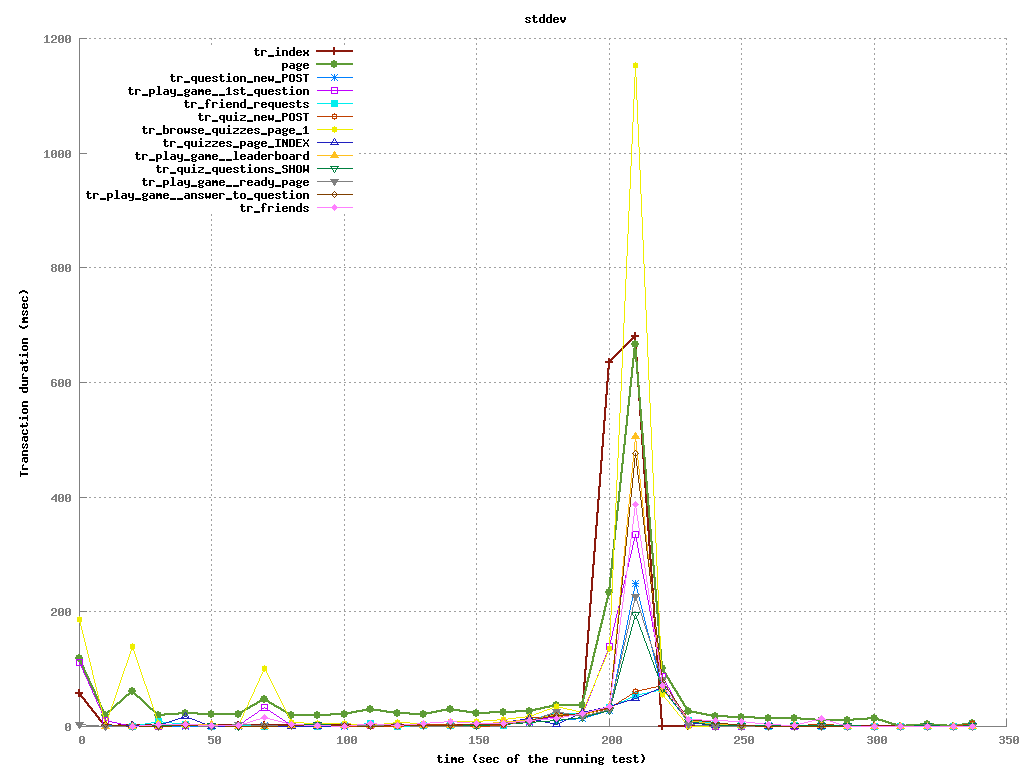 stddev
1200
1000
800
600
400
200
0
Transaction duration (msec)
tr_index
page
tr_question_new_POST
tr_play_game__1st_question
tr_friend_requests
tr_quiz_new_POST
tr_browse_quizzes_page_1
tr_quizzes_page_INDEX
tr_play_game__leaderboard
tr_quiz_questions_SHOW
tr_play_game__ready_page
tr_play_game__answer_to_question
tr_friends
0 50 100 150 200 250 300 350
time (sec of the running test)